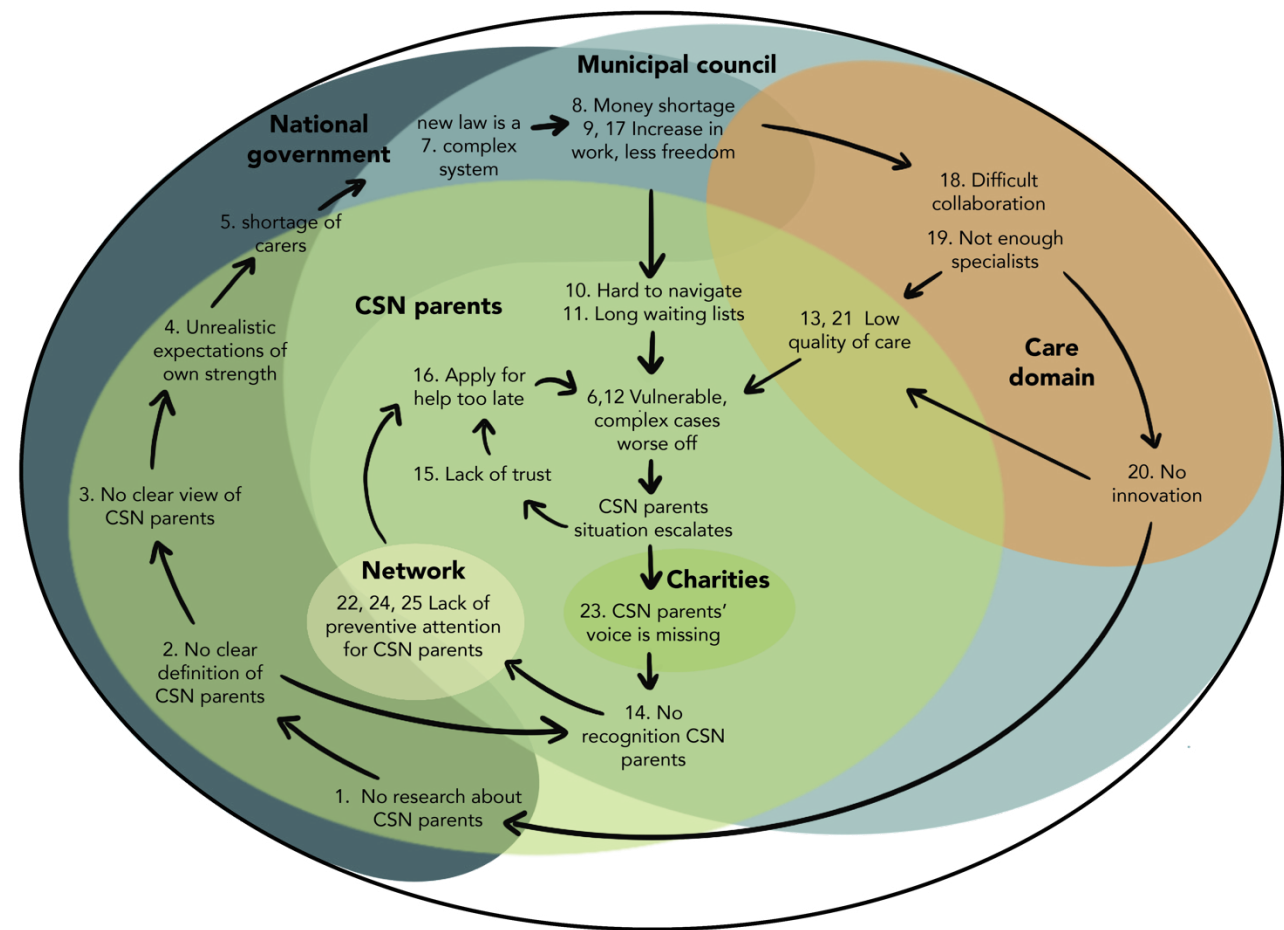 Municipal council
8. Money shortage
9, 17 Increase in
work, less freedom
National
government
new law is a
7. complex
system
18. Difficult
collaboration
19. Not enough
specialists
5. shortage of
carers
CSN parents
10. Hard to navigate
11. Long waiting lists
13, 21 Low
quality of care
Care
domain
4. Unrealistic
expectations of
own strength
16. Apply for
help too late
6,12 Vulnerable,
complex cases
worse off
15. Lack of trust
20. No
innovation
3. No clear view of
CSN parents
CSN parents
situation escalates
Network
22, 24, 25 Lack of
preventive attention
for CSN parents
Charities
23. CSN parents'
voice is missing
2. No clear
definition of
CSN parents
14. No
recognition CSN
parents
1. No research about
CSN parents